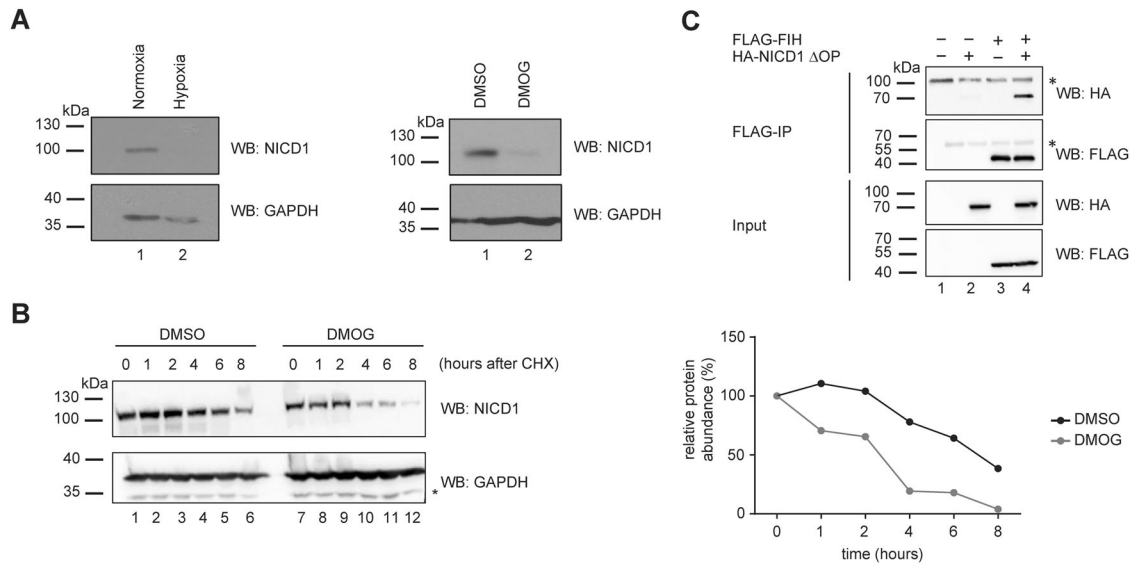 A
Normoxia
Hypoxia
kDa
130
100
WB: NICD1
40
35
WB: GAPDH
1 2
DMSO
DMOG
kDa
130
100
WB: NICD1
40
35
WB: GAPDH
1 2
B
DMSO DMOG
0 1 2 4 6 8 0 1 2 4 6 8 (hours after CHX)
kDa
130
100
WB: NICD1
40
35
WB: GAPDH
*
1 2 3 4 5 6 7 8 9 10 11 12
150
100
50
0
relative protein
abundance (%)
0 1 2 4 6 8
time (hours)
DMSO
DMOG
C
FLAG-FIH – – + +
HA-NICD1 ΔOP – + – +
kDa
FLAG-IP
100
70
*
WB: HA
70
55
40
*
WB: FLAG
Input
100
70
WB: HA
70
55
40
WB: FLAG
1 2 3 4